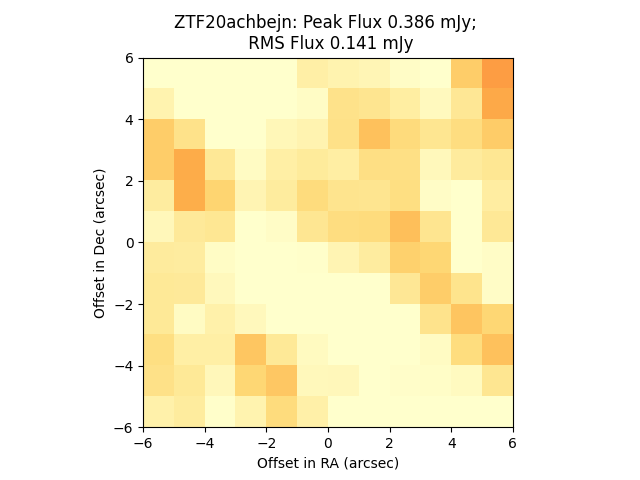 ZTF20achbejn: Peak Flux 0.386 mJy;
RMS Flux 0.141 mJy
6
4
2
0
−2
−4
−6
Offset in Dec (arcsec)
−6 −4 −2 0 2 4 6
Offset in RA (arcsec)